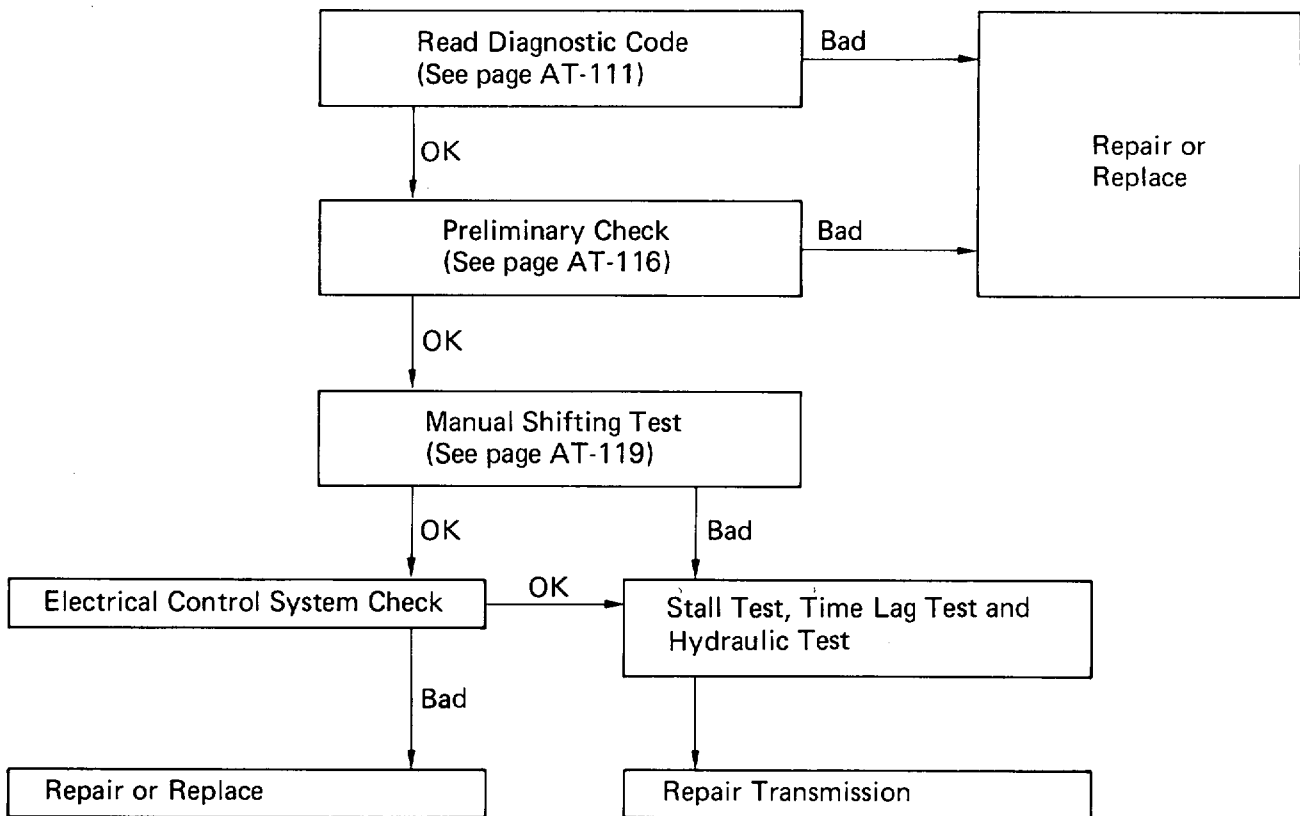 Read Diagnostic Code
(See page AT-111)
Bad
Repair or
Replace
OK
Preliminary Check
(See page AT-116)
Bad
OK
Manual Shifting Test
(See page AT-119)
OK
Bad
Electrical Control System Check
OK
Stall Test, Time Lag Test and
Hydraulic Test
Bad
Repair or Replace
Repair Transmission